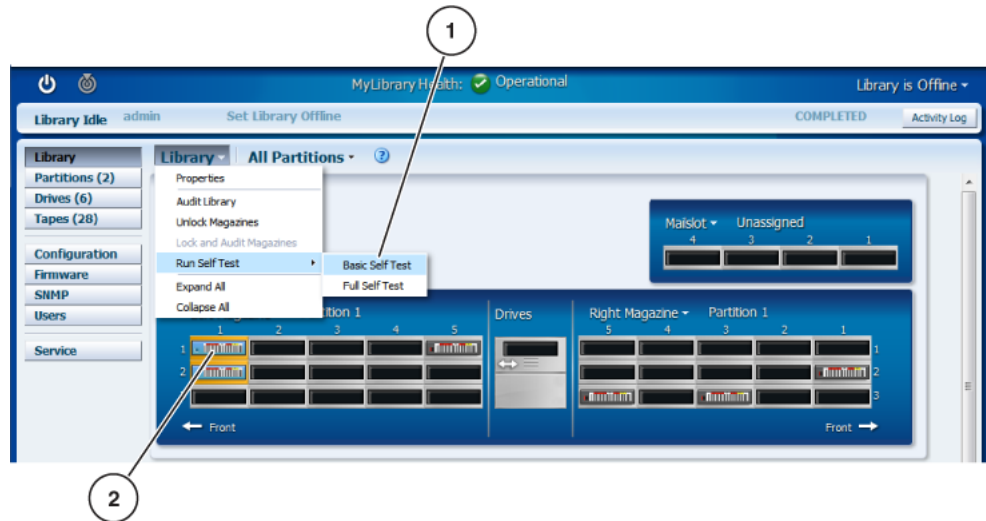 1
MyLibrary Health: Operational
Library is Offine
Library Idle admin Set Library Offline COMPLETED Activity Log
Library
Partitions (2)
Drives (6)
Tapes (28)
Configuration
Firmware
SNMP
Users
Service
Library All Partitions ?
Properties
Audit Library
Unlock Magazines
Lock and Audit Magazines
Run Self Test
Expand All
Collapse All
Basic Self Test
Full Self Test
Mailslot Unassigned
4 3 2 1
Partition 1
1 2 3 4 5
1
2
Front
Drives
Right Magazine Partition 1
5 4 3 2 1
1
2
3
Front
2